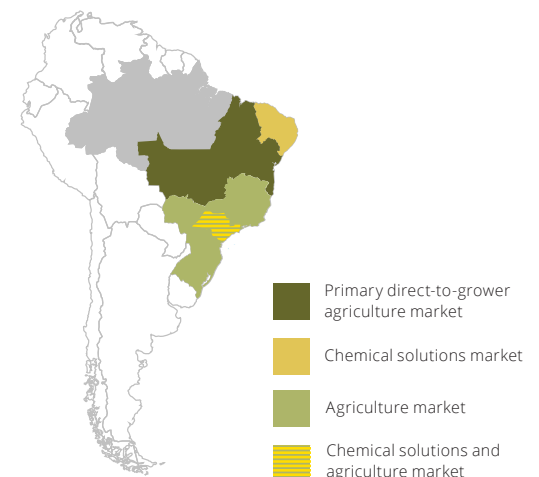 Primary direct-to-grower
agriculture market
Chemical solutions market
Agriculture market
Chemical solutions and
agriculture market